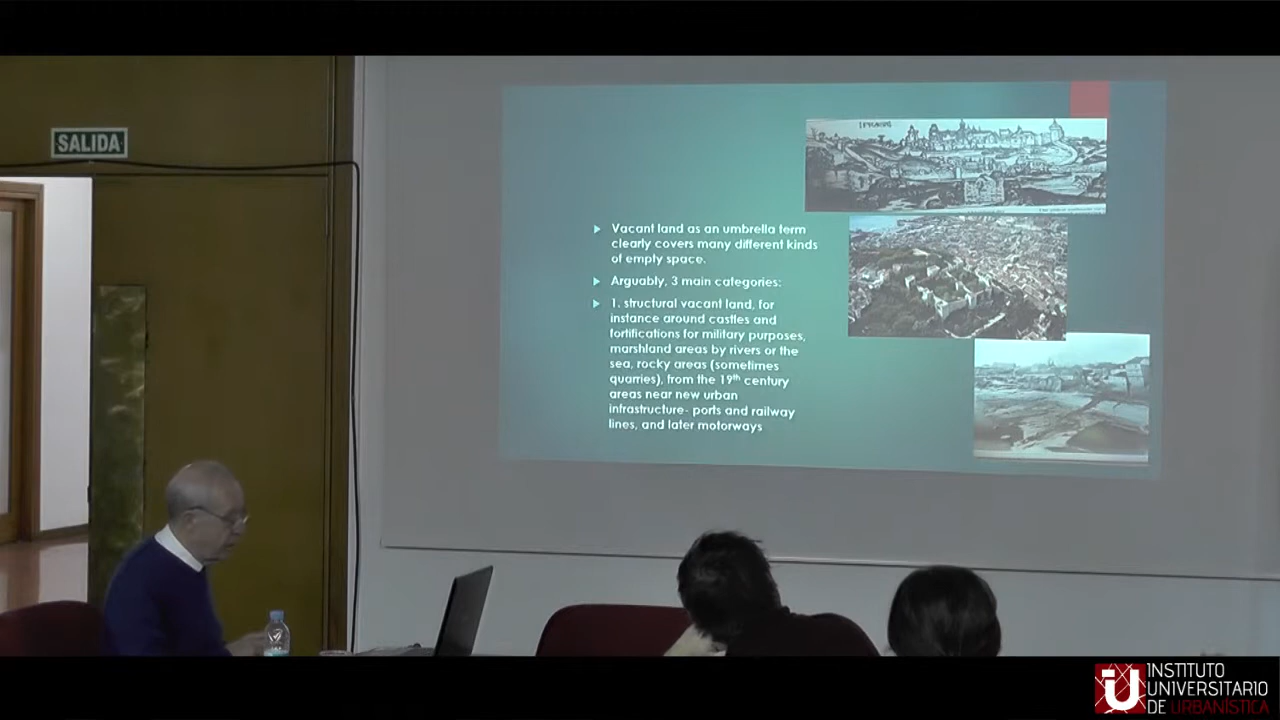 SALIDA
Vacant land as an umbrella term
clearly covers many different kinds
of empty space.
Arguably, 3 main categories:
1. structural vacant land, for
instance around castles and
fortifications for military purposes,
marshland areas by rivers or the
sea, rocky areas (sometimes
quarries), from the 19th century
areas near new urban
infrastructure- ports and railway
lines, and later motorways
INSTITUTO
UNIVERSITARIO
DE URBANÍSTICA